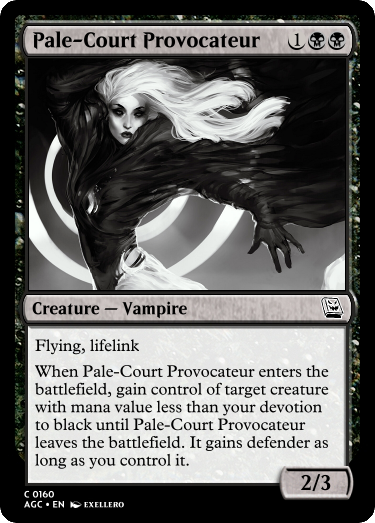 Pale-Court Provocateur 1
Creature — Vampire
Flying, lifelink
When Pale-Court Provocateur enters the
battlefield, gain control of target creature
with mana value less than your devotion
to black until Pale-Court Provocateur
leaves the battlefield. It gains defender as
long as you control it.
2/3
C 0160
AGC • EN EXELLERO